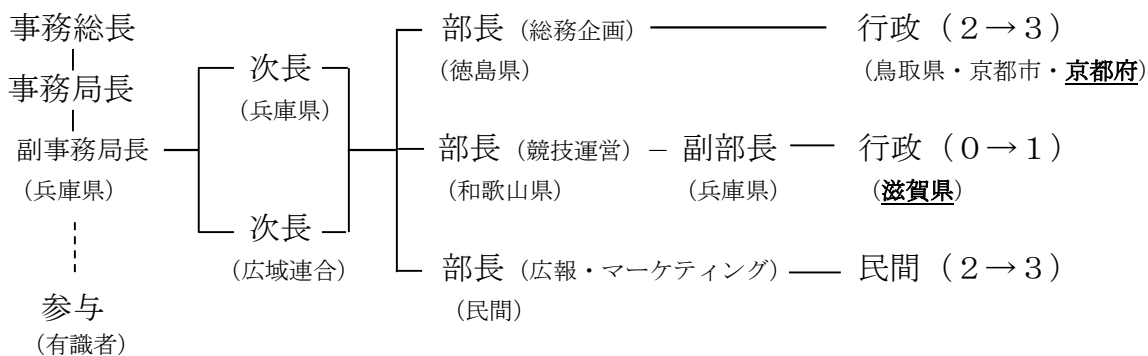 事務総長
事務局長
副事務局長
（兵庫県）
参与
（有識者）
次長
（兵庫県）
次長
（広域連合）
部長（総務企画）
（徳島県）
行政（２→３）
（鳥取県・京都市・京都府）
部長（競技運営）－副部長
（和歌山県）
（兵庫県）
行政（０→１）
（滋賀県）
部長（広報・マーケティング）
（民間）
民間（２→３）